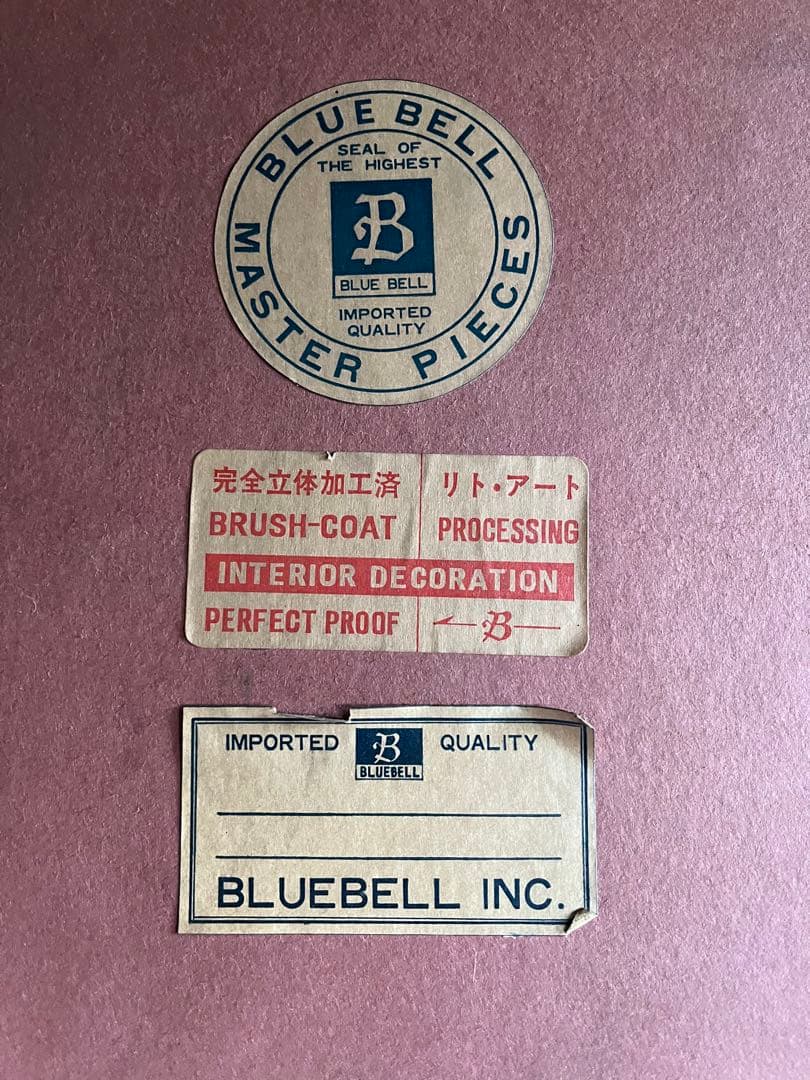 BLUE BELL
SEAL OF
THE HIGHEST
B
BLUE BELL
IMPORTED
QUALITY
MASTER PIECES
完全立体加工済 リト・アート
BRUSH-COAT PROCESSING
INTERIOR DECORATION
PERFECT PROOF B
IMPORTED B QUALITY
BLUEBELL
BLUEBELL INC.